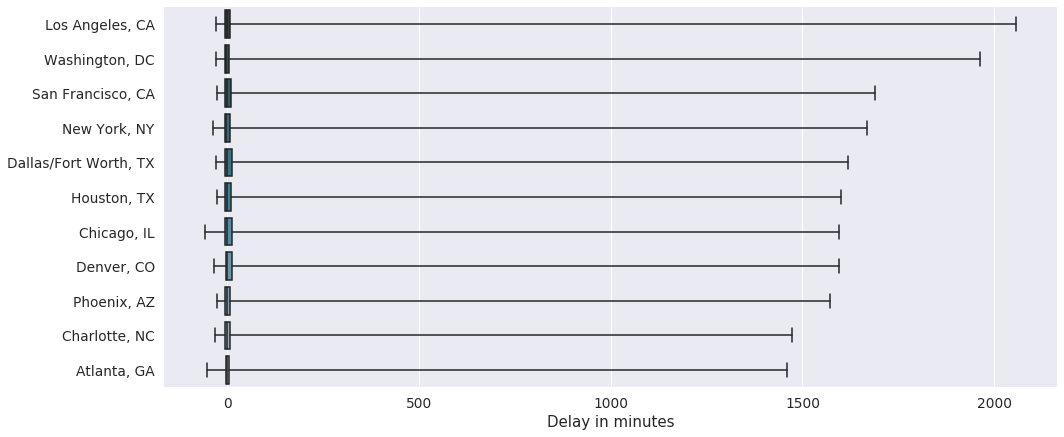 Los Angeles, CA
Washington, DC
San Francisco, CA
New York, NY
Dallas/Fort Worth, TX
Houston, TX
Chicago, IL
Denver, CO
Phoenix, AZ
Charlotte, NC
Atlanta, GA
0 500 1000 1500 2000
Delay in minutes